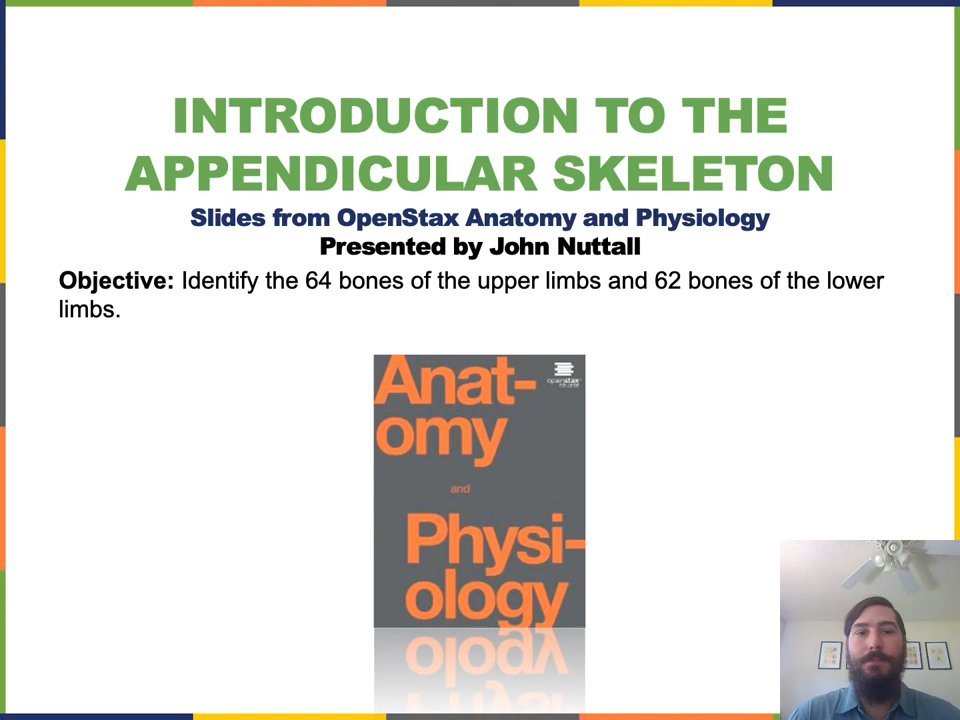 INTRODUCTION TO THE
APPENDICULAR SKELETON
Slides from OpenStax Anatomy and Physiology
Presented by John Nuttall
Objective: Identify the 64 bones of the upper limbs and 62 bones of the lower
limbs.
Anat-
openstax
omy
and
Physi-
ology